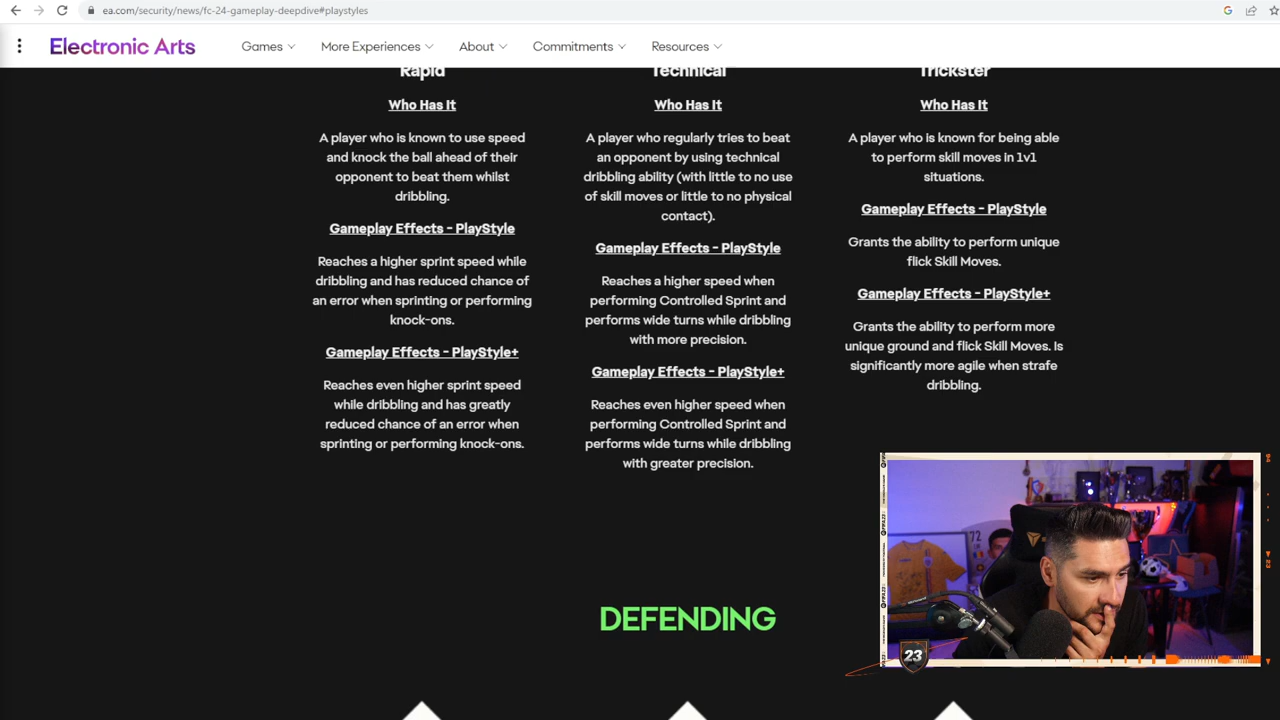 ea.com/security/news/fc-24-gameplay-deepdive#playstyles
Electronic Arts
Games
More Experiences
About
Commitments
Resources
Rapid
Who Has It
A player who is known to use speed
and knock the ball ahead of their
opponent to beat them whilst
dribbling.
Gameplay Effects - PlayStyle
Reaches a higher sprint speed while
dribbling and has reduced chance of
an error when sprinting or performing
knock-ons.
Gameplay Effects - PlayStyle+
Reaches even higher sprint speed
while dribbling and has greatly
reduced chance of an error when
sprinting or performing knock-ons.
Technical
Who Has It
A player who regularly tries to beat
an opponent by using technical
dribbling ability (with little to no use
of skill moves or little to no physical
contact).
Gameplay Effects - PlayStyle
Reaches a higher speed when
performing Controlled Sprint and
performs wide turns while dribbling
with more precision.
Gameplay Effects - PlayStyle+
Reaches even higher speed when
performing Controlled Sprint and
performs wide turns while dribbling
with greater precision.
Trickster
Who Has It
A player who is known for being able
to perform skill moves in 1v1
situations.
Gameplay Effects - PlayStyle
Grants the ability to perform unique
flick Skill Moves.
Gameplay Effects - PlayStyle+
Grants the ability to perform more
unique ground and flick Skill Moves. Is
significantly more agile when strafe
dribbling.
DEFENDING
72
23